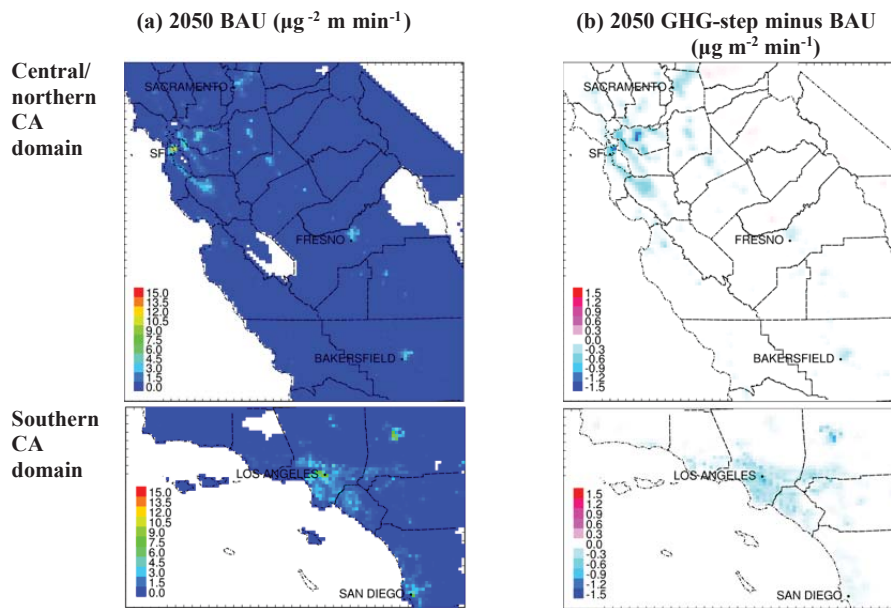 (a) 2050 BAU (µg⁻² m min⁻¹)
(b) 2050 GHG-step minus BAU
(µg m⁻² min⁻¹)
Central/
northern
CA
domain
SACRAMENTO
SF
FRESNO
BAKERSFIELD
15.0
13.5
12.0
10.5
9.0
7.5
6.0
4.5
3.0
1.5
0.0
SACRAMENTO
SF
FRESNO
BAKERSFIELD
1.5
1.2
0.9
0.6
0.3
0.0
-0.3
-0.6
-0.9
-1.2
-1.5
Southern
CA
domain
LOS ANGELES
SAN DIEGO
15.0
13.5
12.0
10.5
9.0
7.5
6.0
4.5
3.0
1.5
0.0
LOS ANGELES
SAN DIEGO
1.5
1.2
0.9
0.6
0.3
0.0
-0.3
-0.6
-0.9
-1.2
-1.5